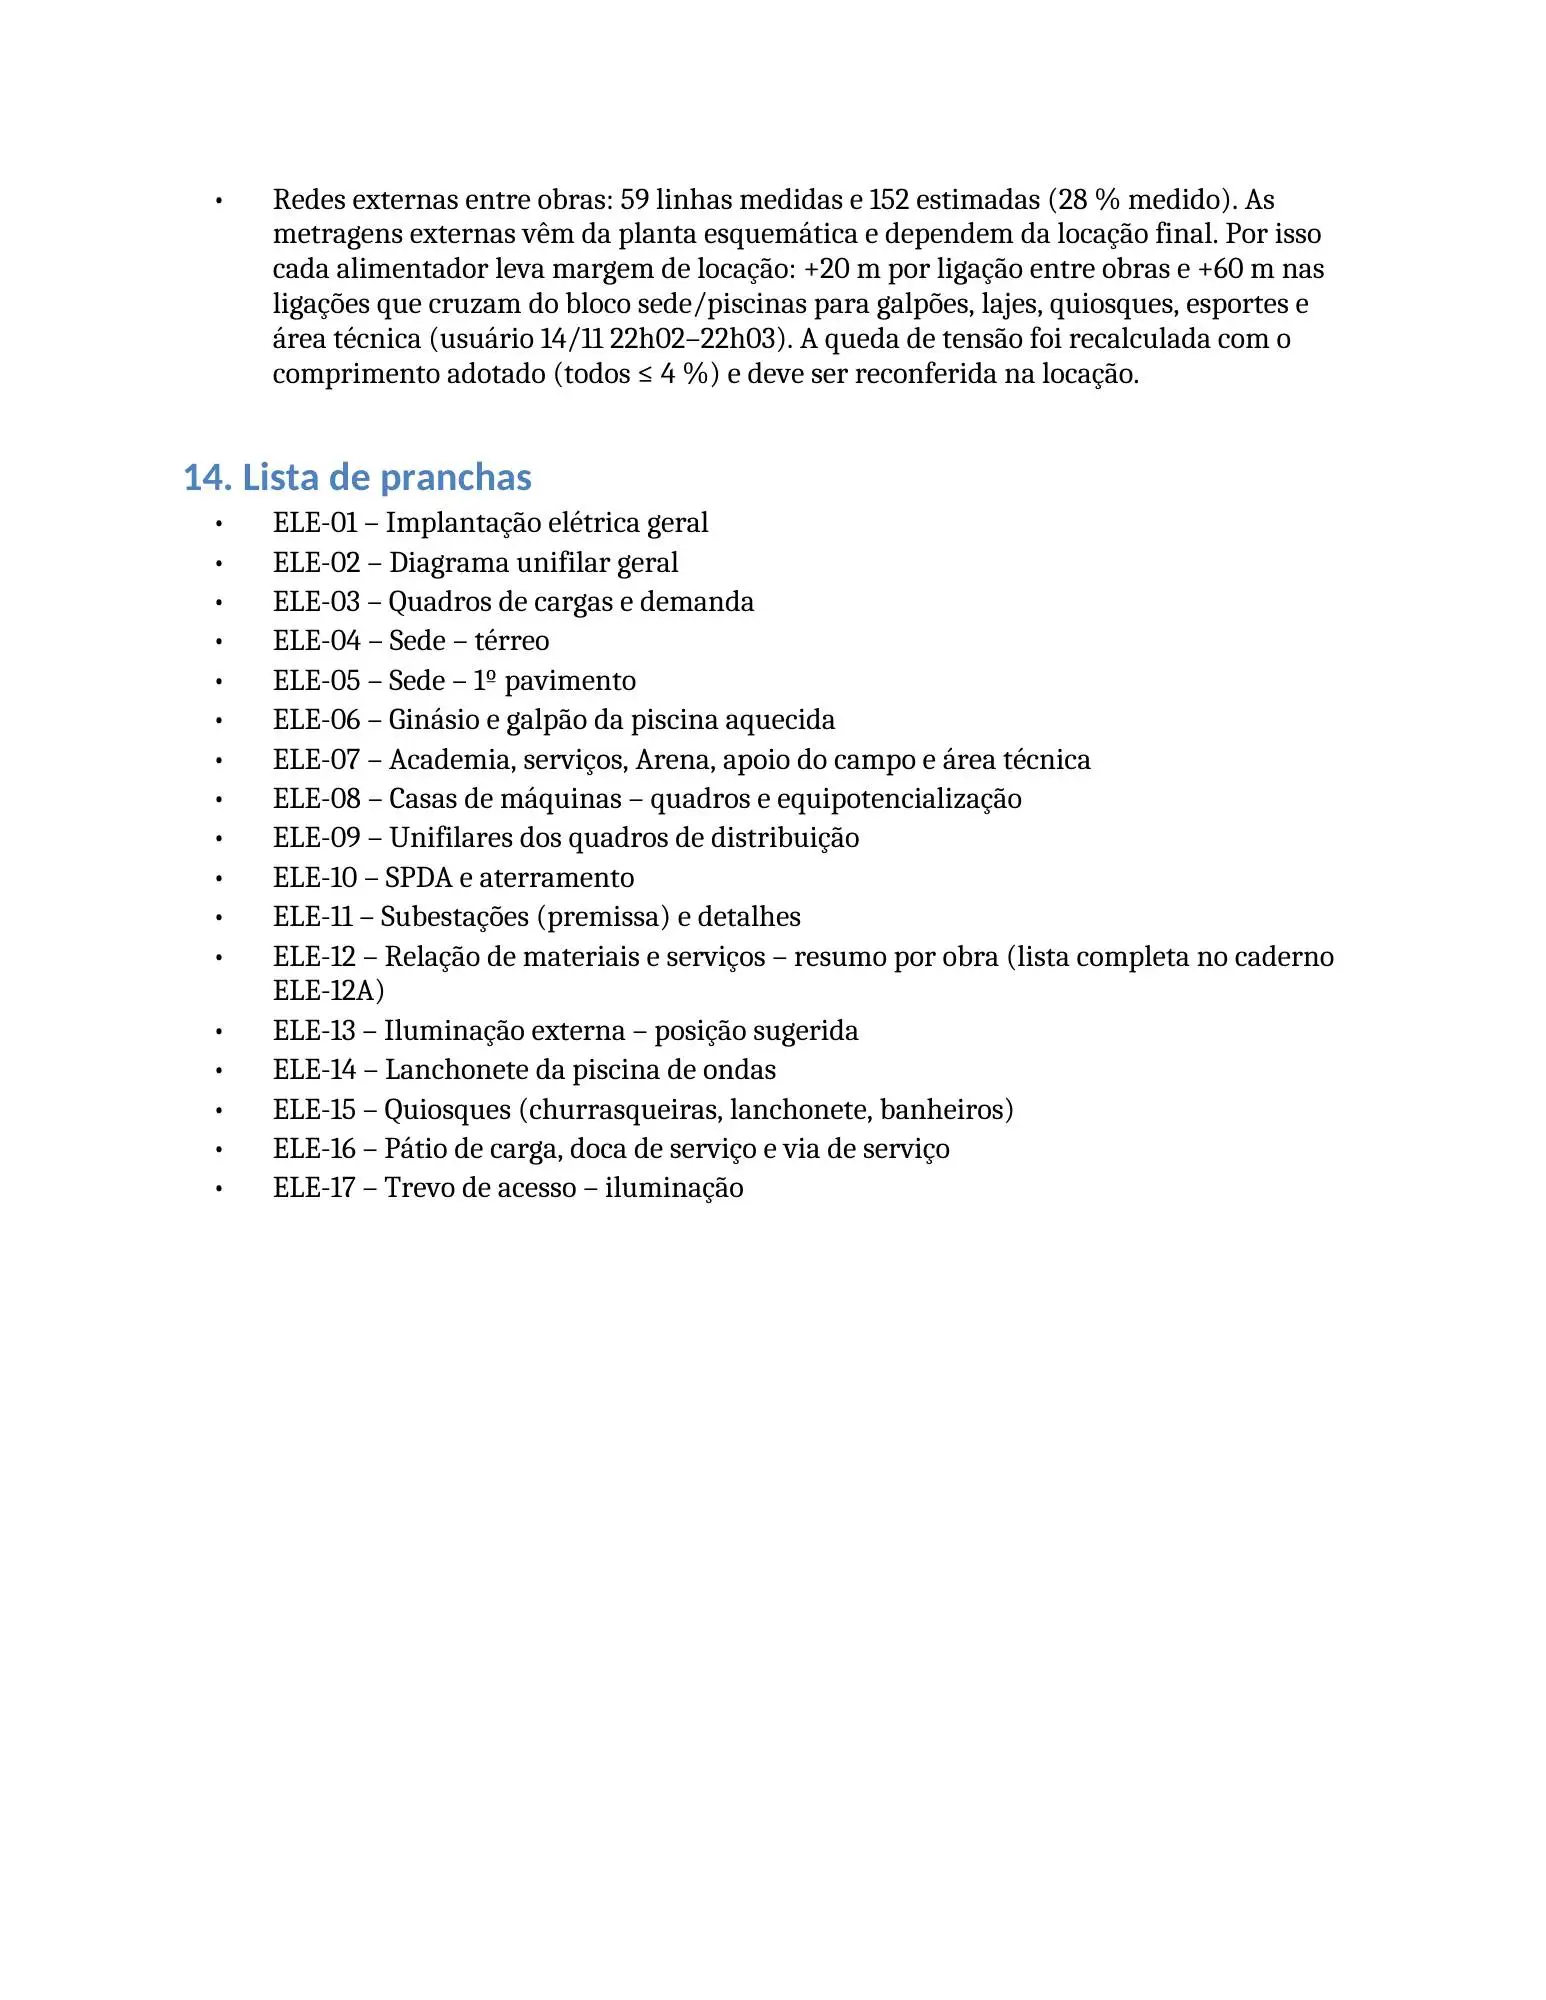 • Redes externas entre obras: 59 linhas medidas e 152 estimadas (28 % medido). As
metragens externas vêm da planta esquemática e dependem da locação final. Por isso
cada alimentador leva margem de locação: +20 m por ligação entre obras e +60 m nas
ligações que cruzam do bloco sede/piscinas para galpões, lajes, quiosques, esportes e
área técnica (usuário 14/11 22h02–22h03). A queda de tensão foi recalculada com o
comprimento adotado (todos ≤ 4 %) e deve ser reconferida na locação.
14. Lista de pranchas
• ELE-01 – Implantação elétrica geral
• ELE-02 – Diagrama unifilar geral
• ELE-03 – Quadros de cargas e demanda
• ELE-04 – Sede – térreo
• ELE-05 – Sede – 1º pavimento
• ELE-06 – Ginásio e galpão da piscina aquecida
• ELE-07 – Academia, serviços, Arena, apoio do campo e área técnica
• ELE-08 – Casas de máquinas – quadros e equipotencialização
• ELE-09 – Unifilares dos quadros de distribuição
• ELE-10 – SPDA e aterramento
• ELE-11 – Subestações (premissa) e detalhes
• ELE-12 – Relação de materiais e serviços – resumo por obra (lista completa no caderno
ELE-12A)
• ELE-13 – Iluminação externa – posição sugerida
• ELE-14 – Lanchonete da piscina de ondas
• ELE-15 – Quiosques (churrasqueiras, lanchonete, banheiros)
• ELE-16 – Pátio de carga, doca de serviço e via de serviço
• ELE-17 – Trevo de acesso – iluminação